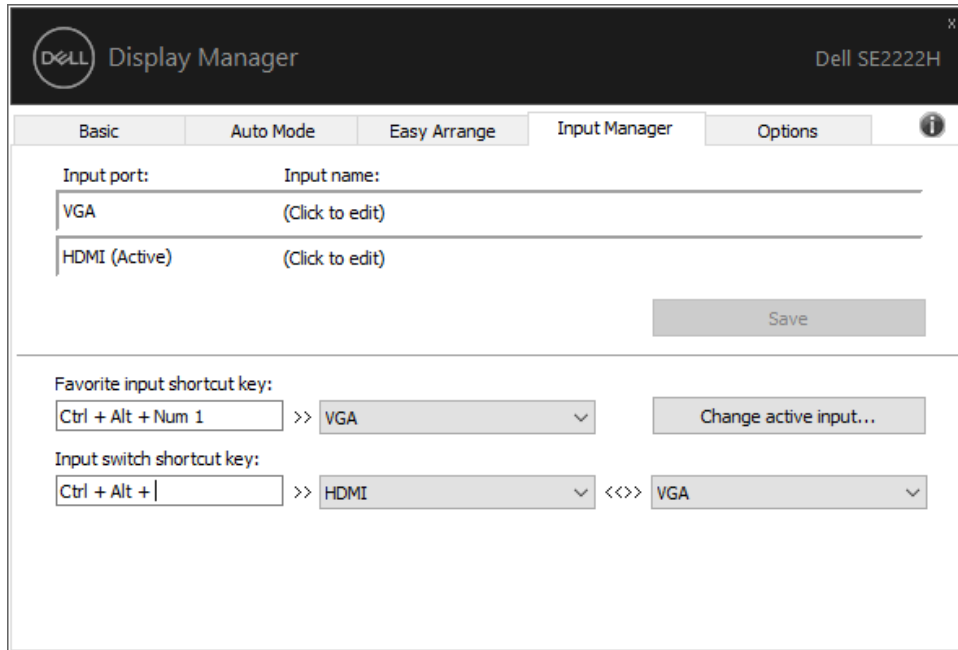 x
DELL Display Manager Dell SE2222H
Basic Auto Mode Easy Arrange Input Manager Options i
Input port: Input name:
VGA (Click to edit)
HDMI (Active) (Click to edit)
Save
Favorite input shortcut key:
Ctrl + Alt + Num 1 >> VGA Change active input...
Input switch shortcut key:
Ctrl + Alt + >> HDMI <<>> VGA